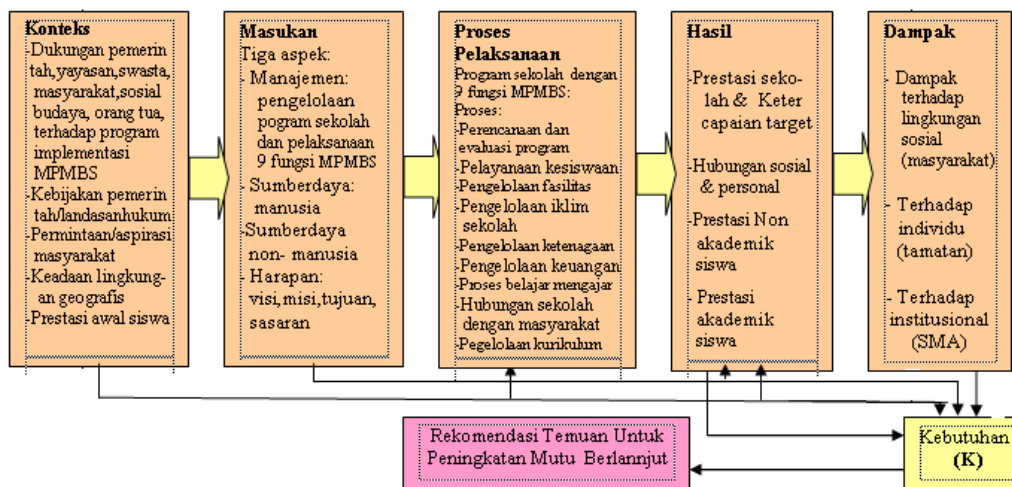 Konteks
-Dukungan pemerin
tah,yayasan,swasta,
masyarakat,sosial
budaya, orang tua,
terhadap program
implementasi
MPMBS
-Kebijakan pemerin
tah/landasanhukum
-Permintaan/aspirasi
masyarakat
-Keadaan lingkung-
an geografis
-Prestasi awal siswa
Masukan
Tiga aspek:
- Manajemen:
pengelolaan
pogram sekolah
dan pelaksanaan
9 fungsi MPMBS
- Sumberdaya:
manusia
-Sumberdaya
non- manusia
- Harapan:
visi,misi,tujuan,
sasaran
Proses
Pelaksanaan
Program sekolah dengan
9 fungsi MPMBS:
Proses:
-Perencanaan dan
evaluasi program
-Pelayanan kesiswaan
-Pengelolaan fasilitas
-Pengelolaan iklim
sekolah
-Pengelolaan ketenagaan
-Pengelolaan keuangan
-Proses belajar mengajar
-Hubungan sekolah
dengan masyarakat
-Pegelolaan kurikulum
Hasil
- Prestasi seko-
lah & Keter
capaian target
-Hubungan sosial
& personal
-Prestasi Non
akademik
siswa
- Prestasi
akademik
siswa
Dampak
- Dampak
terhadap
lingkungan
sosial
(masyarakat)
- Terhadap
individu
(tamatan)
- Terhadap
institusional
(SMA)
Rekomendasi Temuan Untuk
Peningkatan Mutu Berlannjut
Kebutuhan
(K)